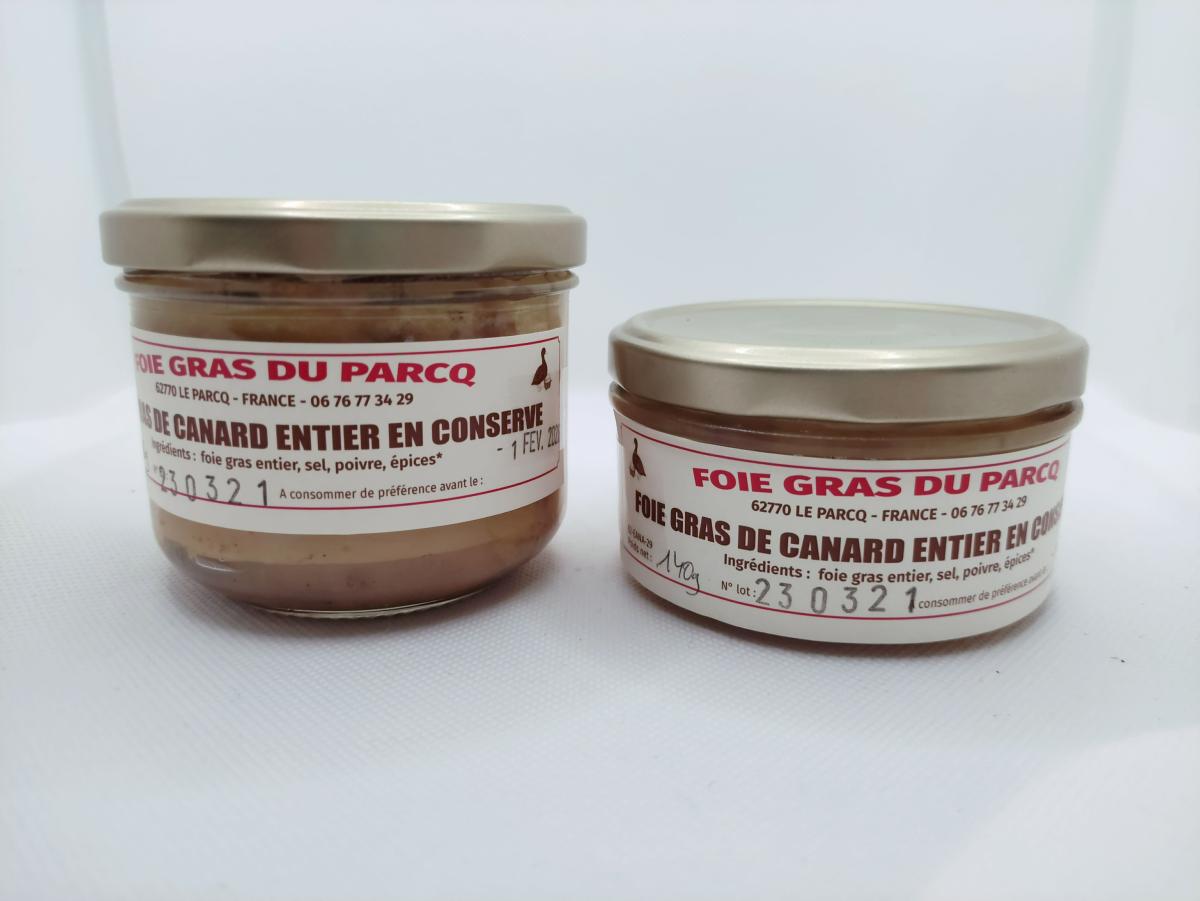 FOIE GRAS DU PARCQ
62770 LE PARCQ - FRANCE - 06 76 77 34 29
DE CANARD ENTIER EN CONSERVE
Ingrédients : foie gras entier, sel, poivre, épices*
- 1 FEV.
230321 A consommer de préférence avant le :
FOIE GRAS DU PARCQ
62770 LE PARCQ - FRANCE - 06 76 77 34 29
FOIE GRAS DE CANARD ENTIER EN CONS
Ingrédients : foie gras entier, sel, poivre, épices*
Poids net : 140g
N° lot : 230321 consommer de préférence